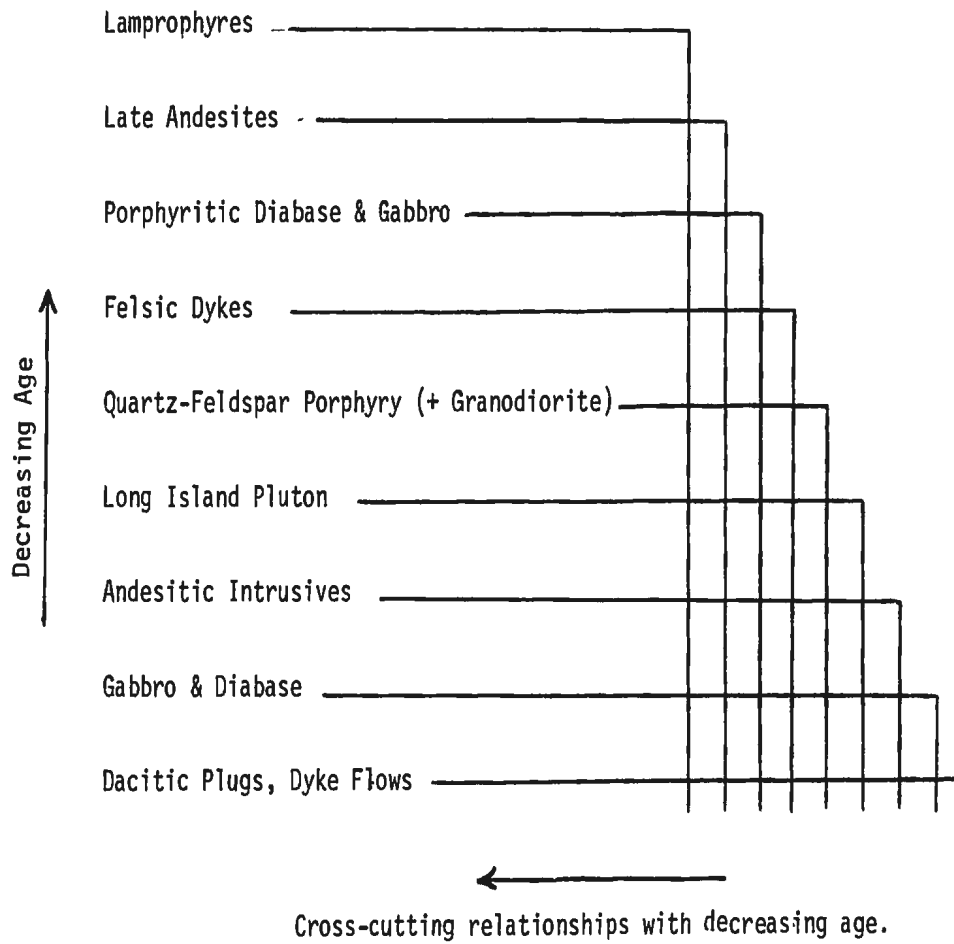 Lamprophyres
Late Andesites
Porphyritic Diabase & Gabbro
Felsic Dykes
Quartz-Feldspar Porphyry (+ Granodiorite)
Long Island Pluton
Andesitic Intrusives
Gabbro & Diabase
Dacitic Plugs, Dyke Flows
Decreasing Age
Cross-cutting relationships with decreasing age.